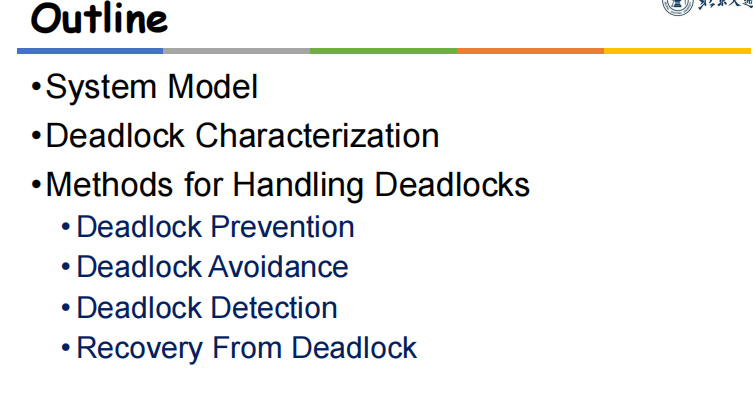 Outline
•System Model
•Deadlock Characterization
•Methods for Handling Deadlocks
•Deadlock Prevention
•Deadlock Avoidance
•Deadlock Detection
•Recovery From Deadlock